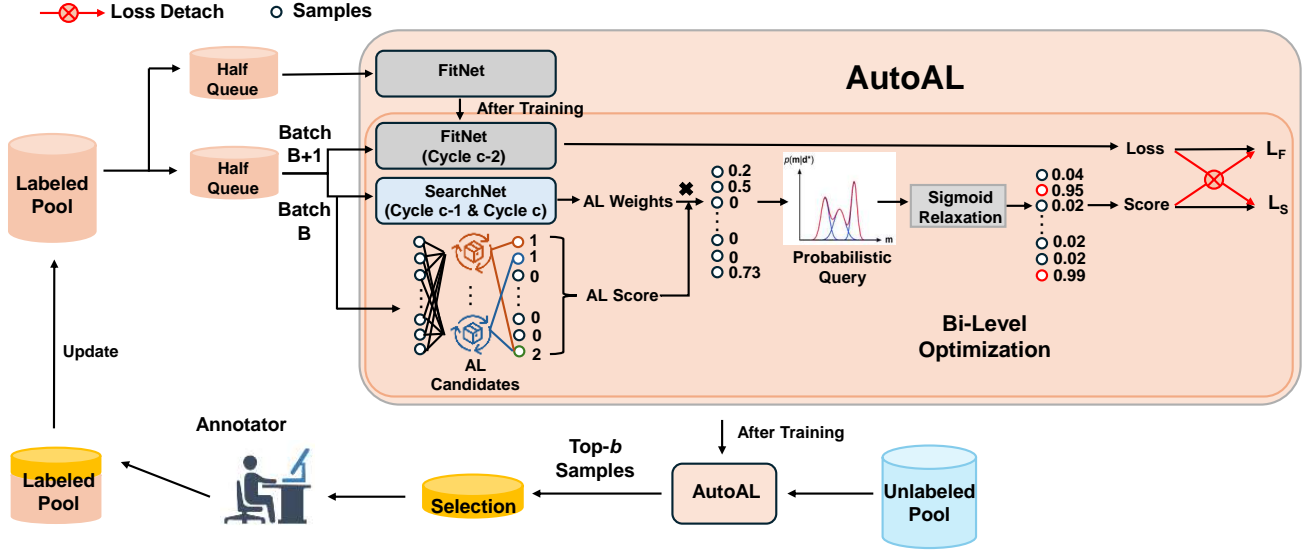 Loss Detach
Samples
Half
Queue
FitNet
AutoAL
After Training
Labeled
Pool
Half
Queue
Batch
B+1
FitNet
(Cycle c-2)
Loss
L_F
Batch
B
SearchNet
(Cycle c-1 & Cycle c)
AL Weights
0.2
0.5
0
0
0
0.73
p(m|d*)
m
Probabilistic
Query
Sigmoid
Relaxation
0.04
0.95
0.02
0.02
0.02
0.99
Score
L_S
1
1
0
0
0
2
AL Score
AL
Candidates
Bi-Level
Optimization
Update
After Training
Annotator
Top-b
Samples
Labeled
Pool
Selection
AutoAL
Unlabeled
Pool